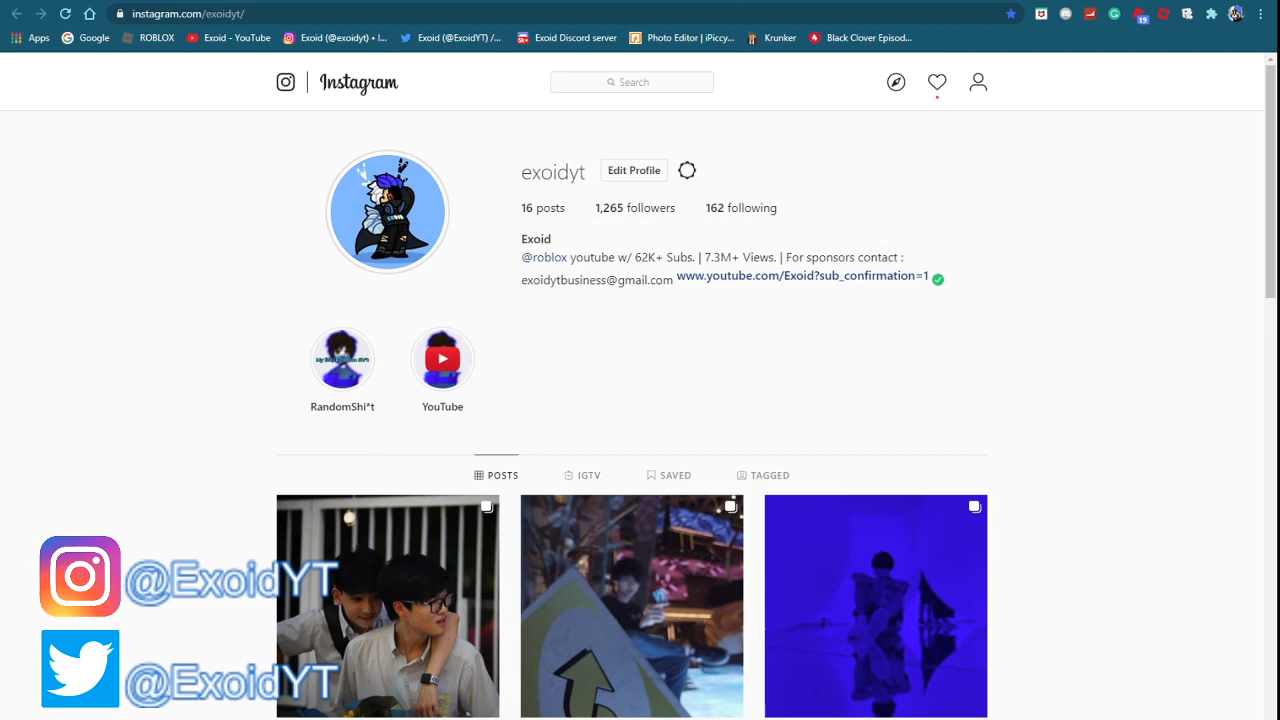 instagram.com/exoidyt/
19
Apps Google ROBLOX Exoid - YouTube Exoid (@exoidyt) • I... Exoid (@ExoidYT) /... Exoid Discord server Photo Editor | iPiccy... Krunker Black Clover Episod...
Instagram
Search
exoidyt Edit Profile
16 posts 1,265 followers 162 following
Exoid
@roblox youtube w/ 62K+ Subs. | 7.3M+ Views. | For sponsors contact :
exoidytbusiness@gmail.com www.youtube.com/Exoid?sub_confirmation=1
RandomShi*t YouTube
POSTS IGTV SAVED TAGGED
@ExoidYT
@ExoidYT